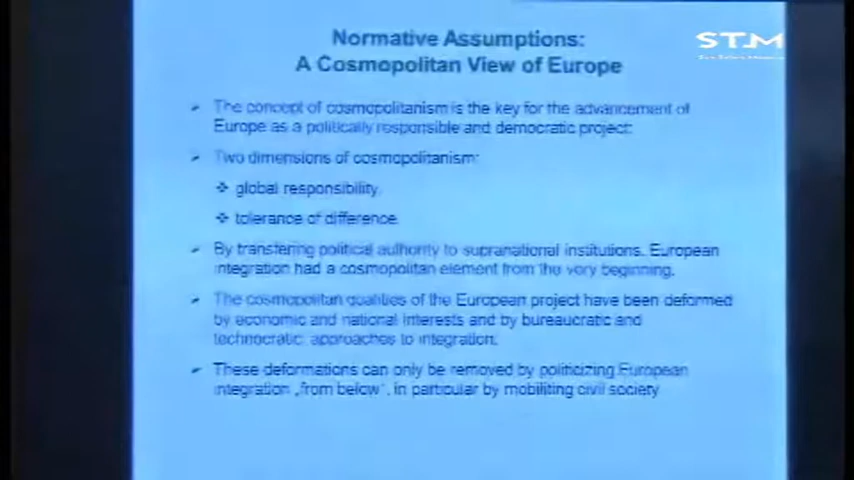 STM
Normative Assumptions:
A Cosmopolitan View of Europe
➢ The concept of cosmopolitanism is the key for the advancement of
Europe as a politically responsible and democratic project:
➢ Two dimensions of cosmopolitanism:
❖ global responsibility
❖ tolerance of difference
➢ By transfering political authority to supranational institutions, European
integration had a cosmopolitan element from the very beginning.
➢ The cosmopolitan qualities of the European project have been deformed
by economic and national interests and by bureaucratic and
technocratic approaches to integration.
➢ These deformations can only be removed by politicizing European
integration „from below“, in particular by mobiliting civil society